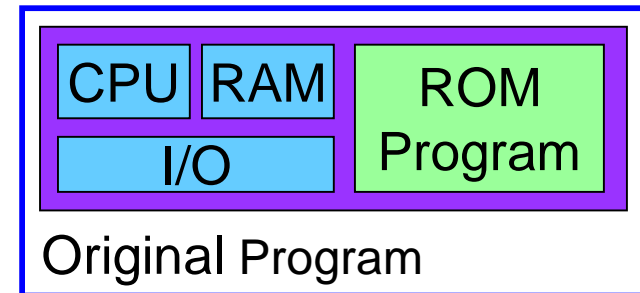 CPU RAM
I/O
ROM
Program
Original Program